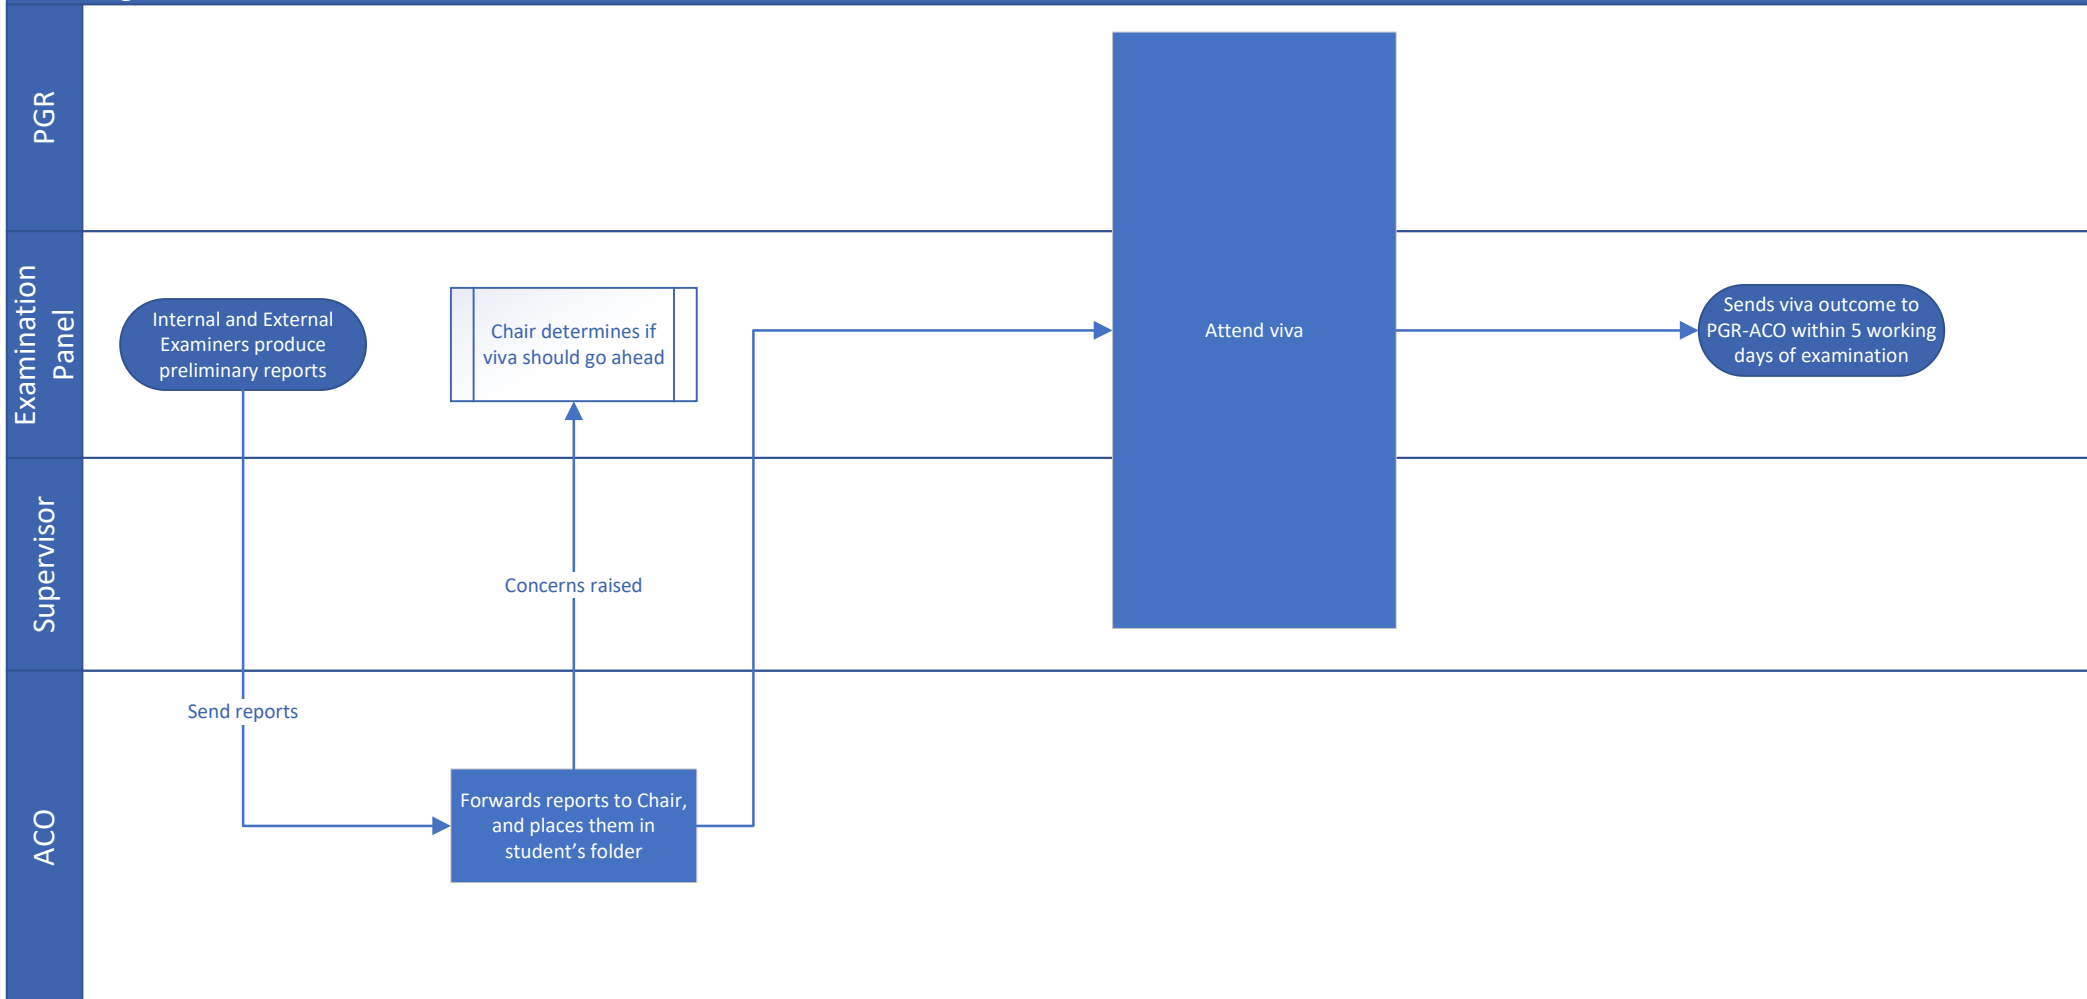 PGR
Examination
Panel
Internal and External
Examiners produce
preliminary reports
Chair determines if
viva should go ahead
Attend viva
Sends viva outcome to
PGR-ACO within 5 working
days of examination
Supervisor
Concerns raised
ACO
Send reports
Forwards reports to Chair,
and places them in
student’s folder